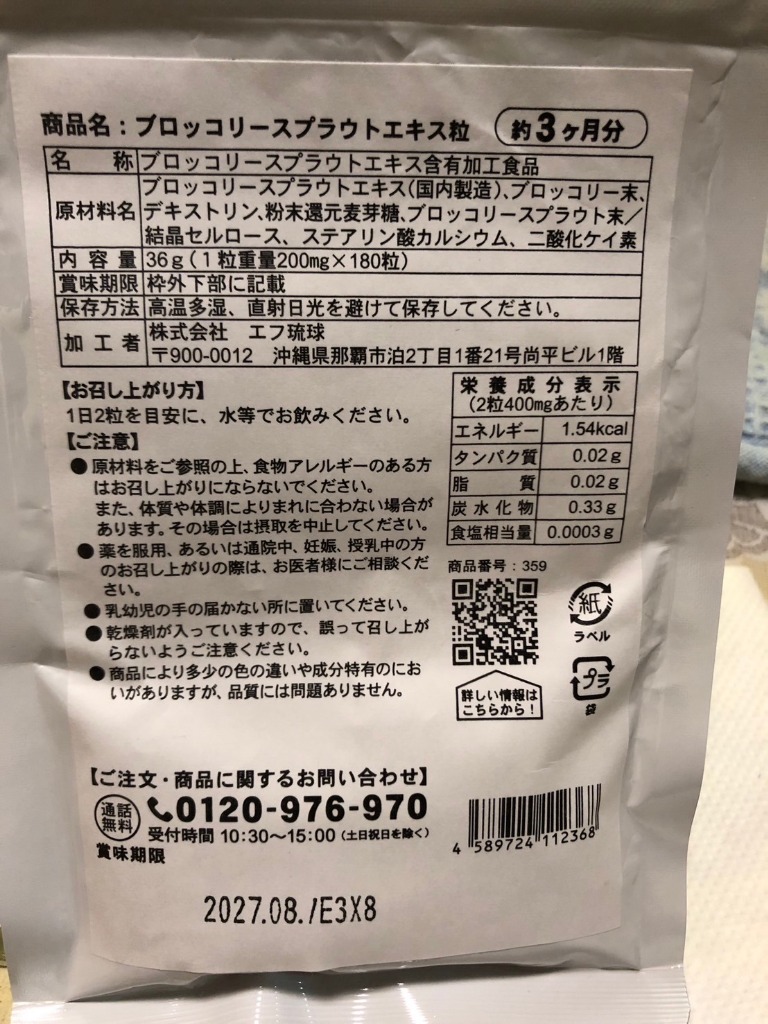 商品名：ブロッコリースプラウトエキス粒 約3ヶ月分
名称 ブロッコリースプラウトエキス含有加工食品
原材料名 ブロッコリースプラウトエキス(国内製造)、ブロッコリー末、
デキストリン、粉末還元麦芽糖、ブロッコリースプラウト末／
結晶セルロース、ステアリン酸カルシウム、二酸化ケイ素
内容量 36g（1粒重量200mg×180粒）
賞味期限 枠外下部に記載
保存方法 高温多湿、直射日光を避けて保存してください。
加工者 株式会社 エフ琉球
〒900-0012 沖縄県那覇市泊2丁目1番21号尚平ビル1階
【お召し上がり方】
1日2粒を目安に、水等でお飲みください。
【ご注意】
●原材料をご参照の上、食物アレルギーのある方
はお召し上がりにならないでください。
また、体質や体調によりまれに合わない場合が
あります。その場合は摂取を中止してください。
●薬を服用、あるいは通院中、妊娠、授乳中の方
のお召し上がりの際は、お医者様にご相談くだ
さい。
●乳幼児の手の届かない所に置いてください。
●乾燥剤が入っていますので、誤って召し上が
らないようご注意ください。
●商品により多少の色の違いや成分特有のにお
いがありますが、品質には問題ありません。
栄養成分表示
(2粒400mgあたり)
エネルギー 1.54kcal
タンパク質 0.02g
脂質 0.02g
炭水化物 0.33g
食塩相当量 0.0003g
商品番号：359
紙
ラベル
プラ
袋
詳しい情報は
こちらから！
【ご注文・商品に関するお問い合わせ】
通話
無料
0120-976-970
受付時間 10:30～15:00（土日祝日を除く）
賞味期限
4 589724 112368
2027.08./E3X8